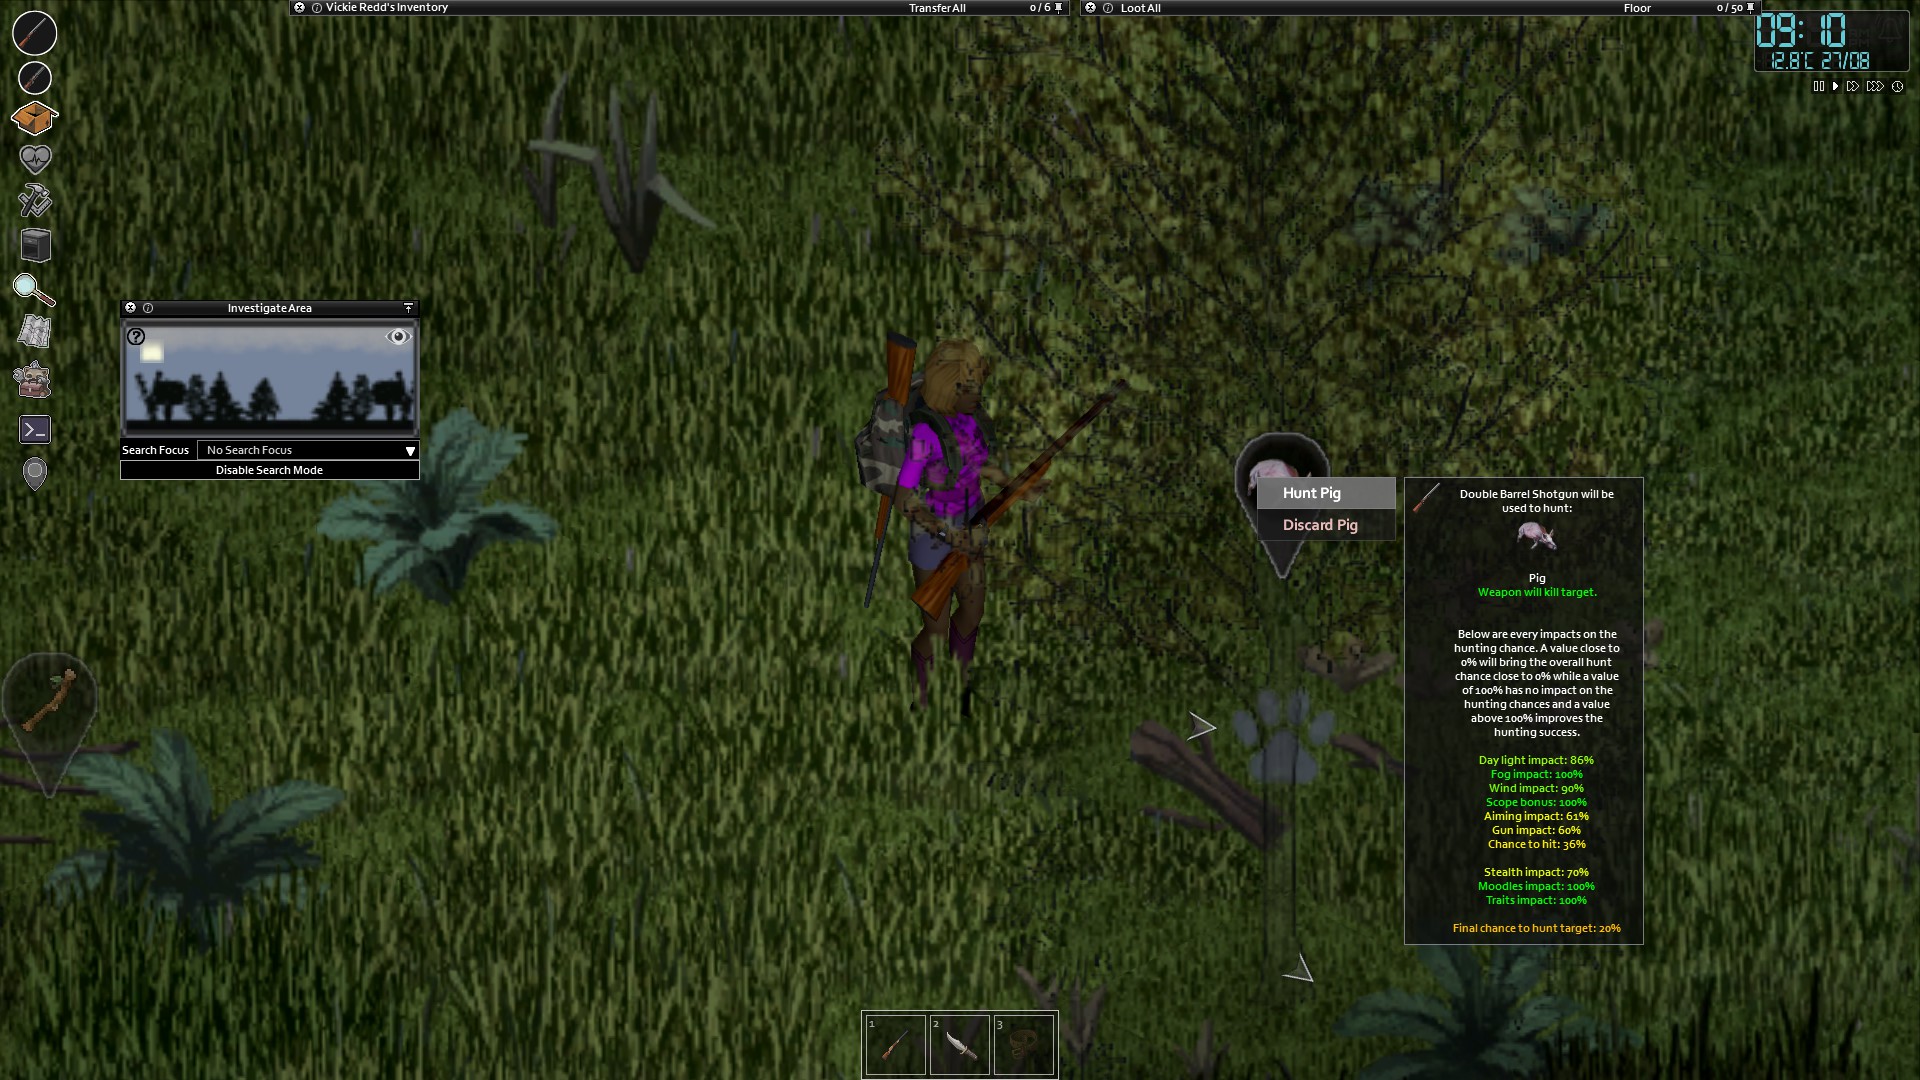 Vickie Redd's Inventory
Transfer All
0 / 6
Loot All
Floor
0 / 50
09:10
12.8°C 27/08
Investigate Area
?
Search Focus
No Search Focus
Disable Search Mode
Hunt Pig
Discard Pig
Double Barrel Shotgun will be
used to hunt:
Pig
Weapon will kill target.
Below are every impacts on the
hunting chance. A value close to
0% will bring the overall hunt
chance close to 0% while a value
of 100% has no impact on the
hunting chances and a value
above 100% improves the
hunting success.
Day light impact: 86%
Fog impact: 100%
Wind impact: 90%
Scope bonus: 100%
Aiming impact: 61%
Gun impact: 60%
Chance to hit: 36%
Stealth impact: 70%
Moodles impact: 100%
Traits impact: 100%
Final chance to hunt target: 20%
1
2
3